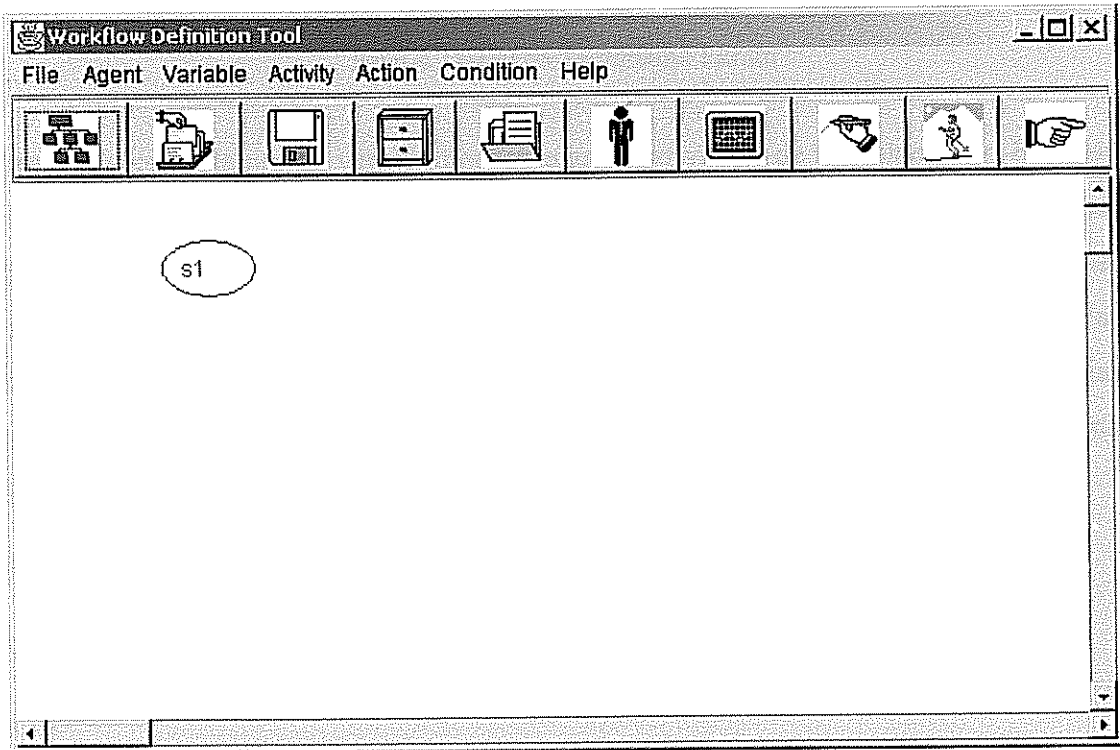 Workflow Definition Tool
File Agent Variable Activity Action Condition Help
s1